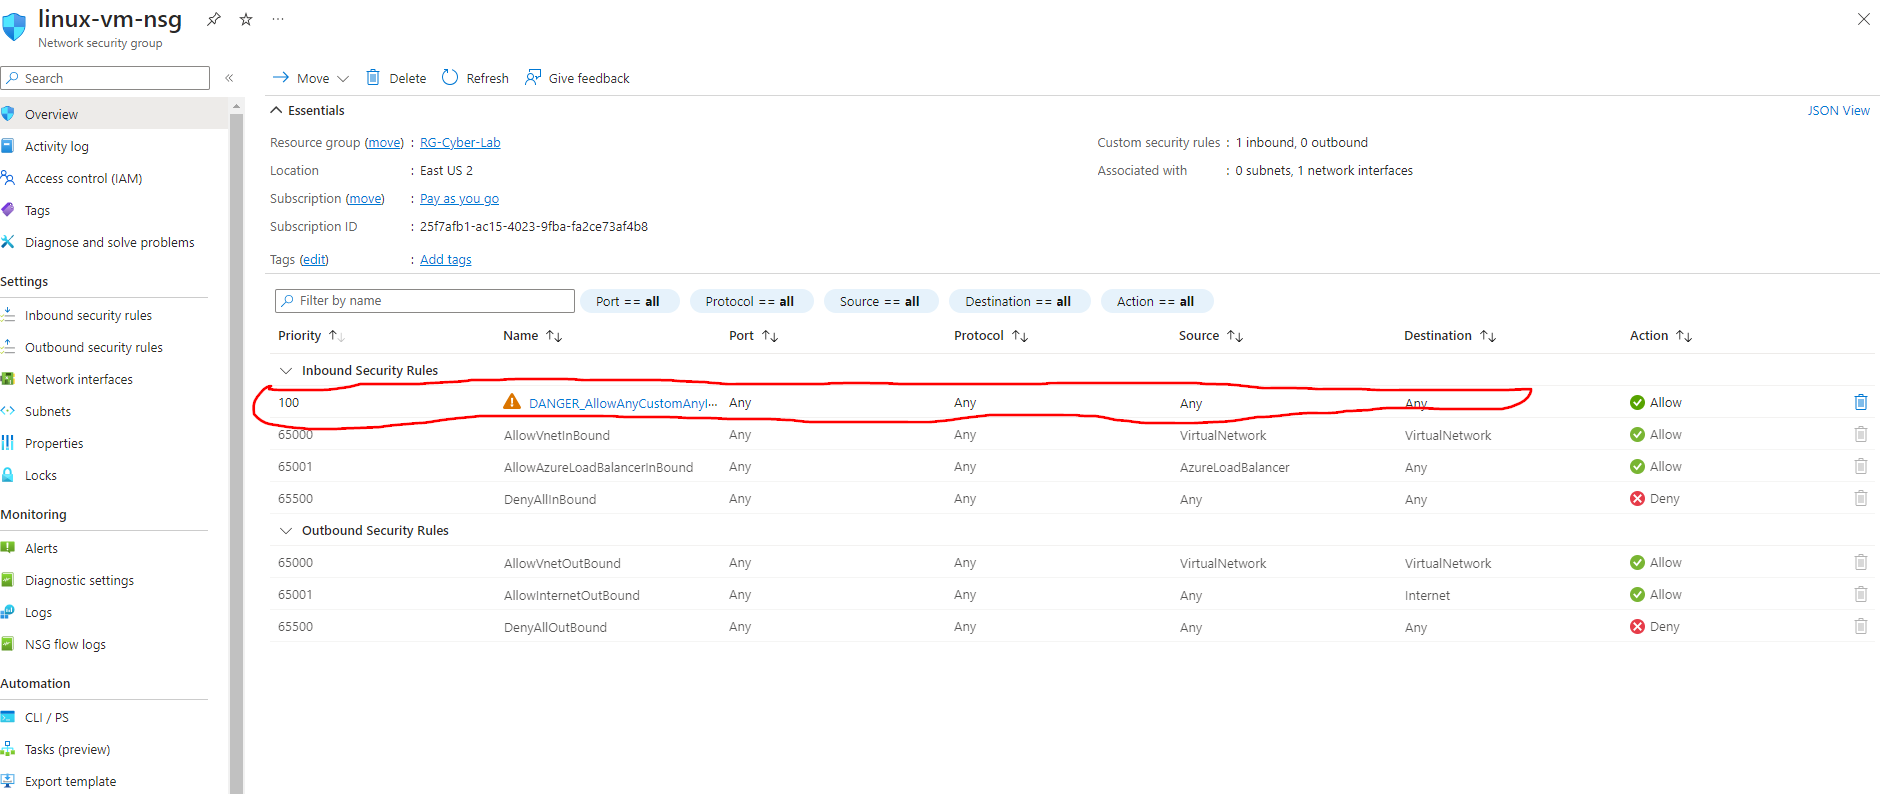 linux-vm-nsg
Network security group
Search
Overview
Activity log
Access control (IAM)
Tags
Diagnose and solve problems
Settings
Inbound security rules
Outbound security rules
Network interfaces
Subnets
Properties
Locks
Monitoring
Alerts
Diagnostic settings
Logs
NSG flow logs
Automation
CLI / PS
Tasks (preview)
Export template
Move Delete Refresh Give feedback
Essentials JSON View
Resource group (move) : RG-Cyber-Lab Custom security rules : 1 inbound, 0 outbound
Location : East US 2 Associated with : 0 subnets, 1 network interfaces
Subscription (move) : Pay as you go
Subscription ID : 25f7afb1-ac15-4023-9fba-fa2ce73af4b8
Tags (edit) : Add tags
Filter by name Port == all Protocol == all Source == all Destination == all Action == all
Priority Name Port Protocol Source Destination Action
Inbound Security Rules
100 DANGER_AllowAnyCustomAnyI... Any Any Any Any Allow
65000 AllowVnetInBound Any Any VirtualNetwork VirtualNetwork Allow
65001 AllowAzureLoadBalancerInBound Any Any AzureLoadBalancer Any Allow
65500 DenyAllInBound Any Any Any Any Deny
Outbound Security Rules
65000 AllowVnetOutBound Any Any VirtualNetwork VirtualNetwork Allow
65001 AllowInternetOutBound Any Any Any Internet Allow
65500 DenyAllOutBound Any Any Any Any Deny